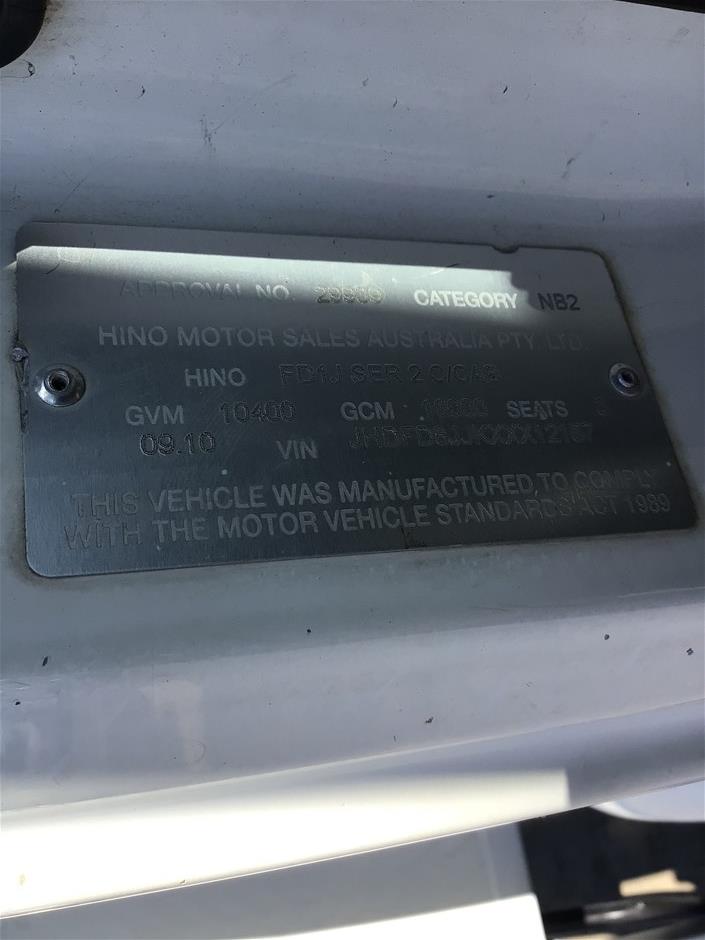 APPROVAL NO. 29909 CATEGORY NB2
HINO MOTOR SALES AUSTRALIA PTY. LTD.
HINO FD1J SER 2 C/CAS
GVM 10400 GCM SEATS
09.10 VIN
THIS VEHICLE WAS MANUFACTURED TO COMPLY
WITH THE MOTOR VEHICLE STANDARDS ACT 1989